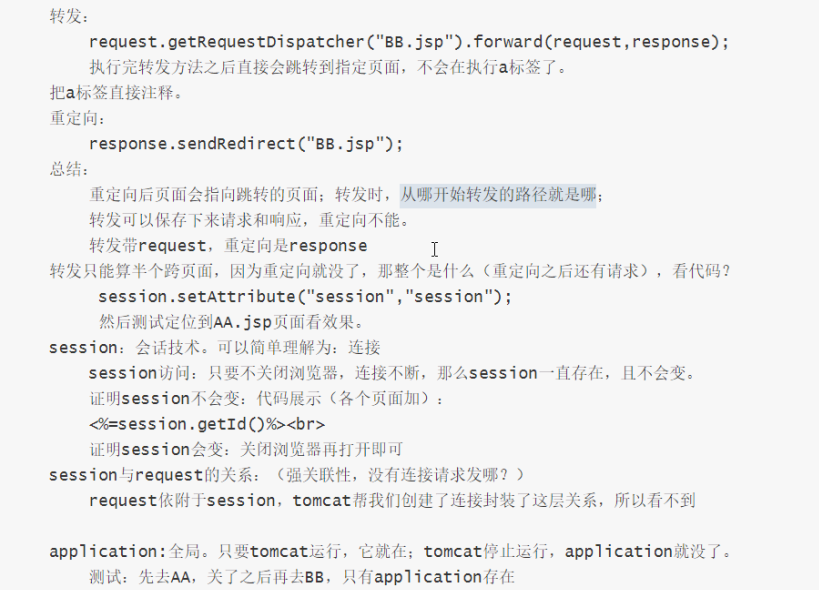 转发：
request.getRequestDispatcher("BB.jsp").forward(request,response);
执行完转发方法之后直接会跳转到指定页面，不会在执行a标签了。
把a标签直接注释。
重定向：
response.sendRedirect("BB.jsp");
总结：
重定向后页面会指向跳转的页面；转发时，从哪开始转发的路径就是哪；
转发可以保存下来请求和响应，重定向不能。
转发带request，重定向是response
转发只能算半个跨页面，因为重定向就没了，那整个是什么（重定向之后还有请求），看代码？
session.setAttribute("session","session");
然后测试定位到AA.jsp页面看效果。
session：会话技术。可以简单理解为：连接
session访问：只要不关闭浏览器，连接不断，那么session一直存在，且不会变。
证明session不会变：代码展示（各个页面加）：
<%=session.getId()%><br>
证明session会变：关闭浏览器再打开即可
session与request的关系：（强关联性，没有连接请求发哪？）
request依附于session，tomcat帮我们创建了连接封装了这层关系，所以看不到
application:全局。只要tomcat运行，它就在；tomcat停止运行，application就没了。
测试：先去AA，关了之后再去BB，只有application存在